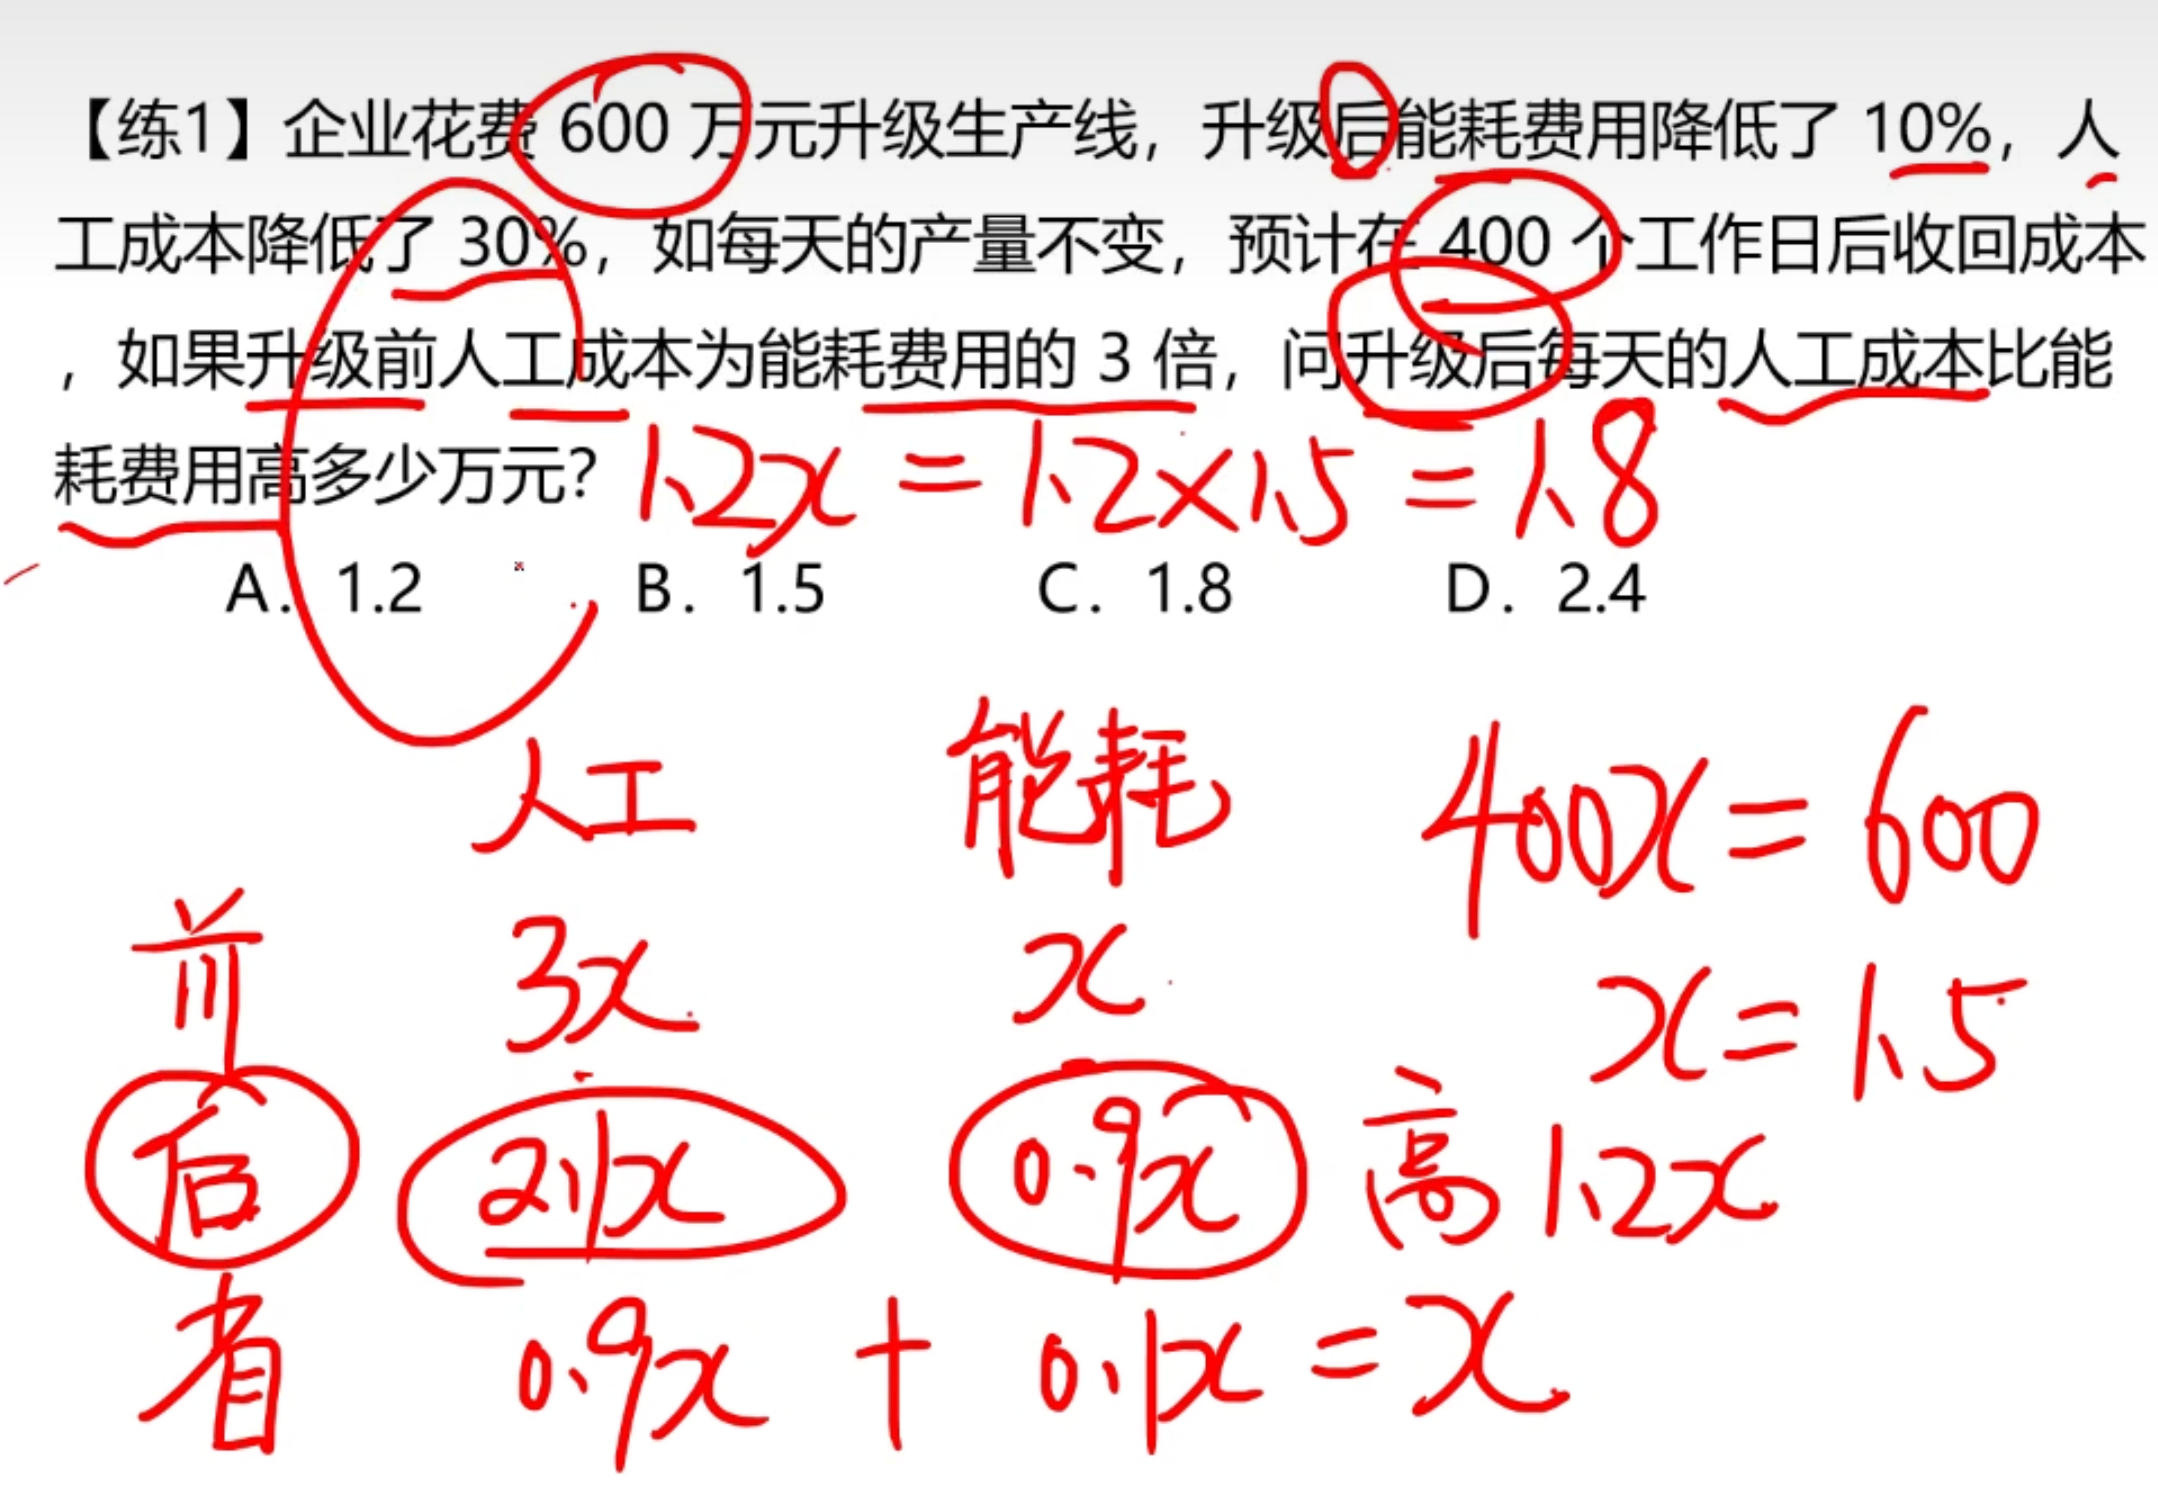 【练1】企业花费 600 万元升级生产线，升级后能耗费用降低了 10%，人
工成本降低了 30%，如每天的产量不变，预计在 400 个工作日后收回成本
，如果升级前人工成本为能耗费用的 3 倍，问升级后每天的人工成本比能
耗费用高多少万元？ 1.2x = 1.2×1.5 = 1.8
A. 1.2 B. 1.5 C. 1.8 D. 2.4
人工 能耗 400x = 600
前 3x x x = 1.5
后 2.1x 0.9x 高 1.2x
省 0.9x + 0.1x = x